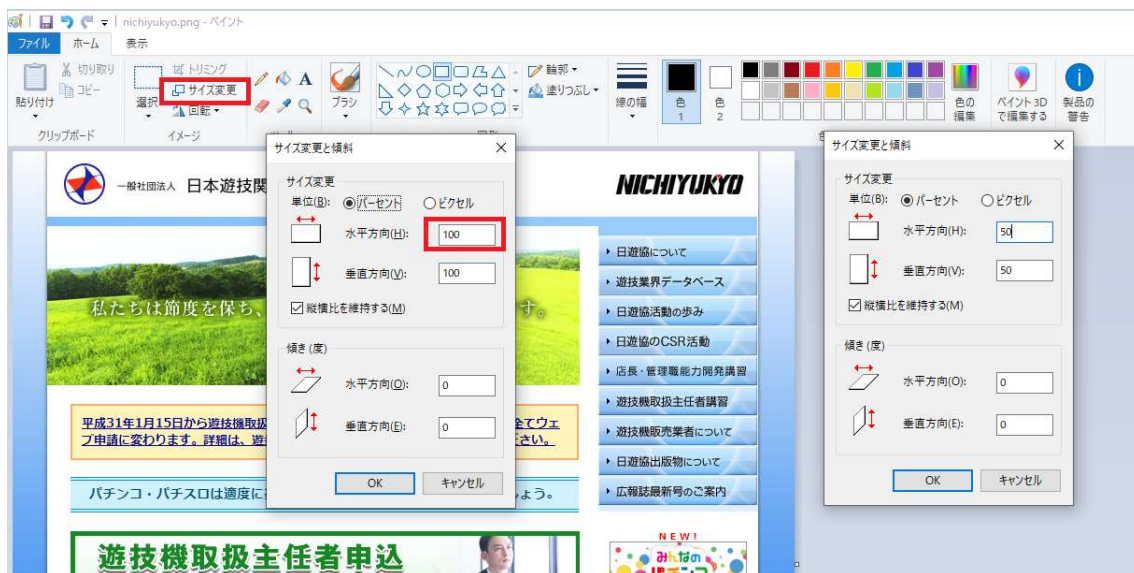 nichiyukyo.png - ペイント
ファイル ホーム 表示
貼り付け
切り取り
コピー
クリップボード
選択
トリミング
サイズ変更
回転
イメージ
A
ブラシ
輪郭
塗りつぶし
線の幅
色
1
色
2
色の
編集
ペイント 3D
で編集する
製品の
警告
一般社団法人 日本遊技関
NICHIYUKYO
私たちは節度を保ち、
す。
平成31年1月15日から遊技機取扱
全てウェ
ブ申請に変わります。詳細は、遊
ださい。
パチンコ・パチスロは適度に
ょう。
遊技機取扱主任者申込
日遊協について
遊技業界データベース
日遊協活動の歩み
日遊協のCSR活動
店長・管理職能力開発講習
遊技機取扱主任者講習
遊技機販売業者について
日遊協出版物について
広報誌最新号のご案内
NEW!
みんなの
パチンコ
サイズ変更と傾斜
サイズ変更
単位(B): パーセント ピクセル
水平方向(H): 100
垂直方向(V): 100
縦横比を維持する(M)
傾き (度)
水平方向(O): 0
垂直方向(E): 0
OK キャンセル
サイズ変更と傾斜
サイズ変更
単位(B): パーセント ピクセル
水平方向(H): 50
垂直方向(V): 50
縦横比を維持する(M)
傾き (度)
水平方向(O): 0
垂直方向(E): 0
OK キャンセル